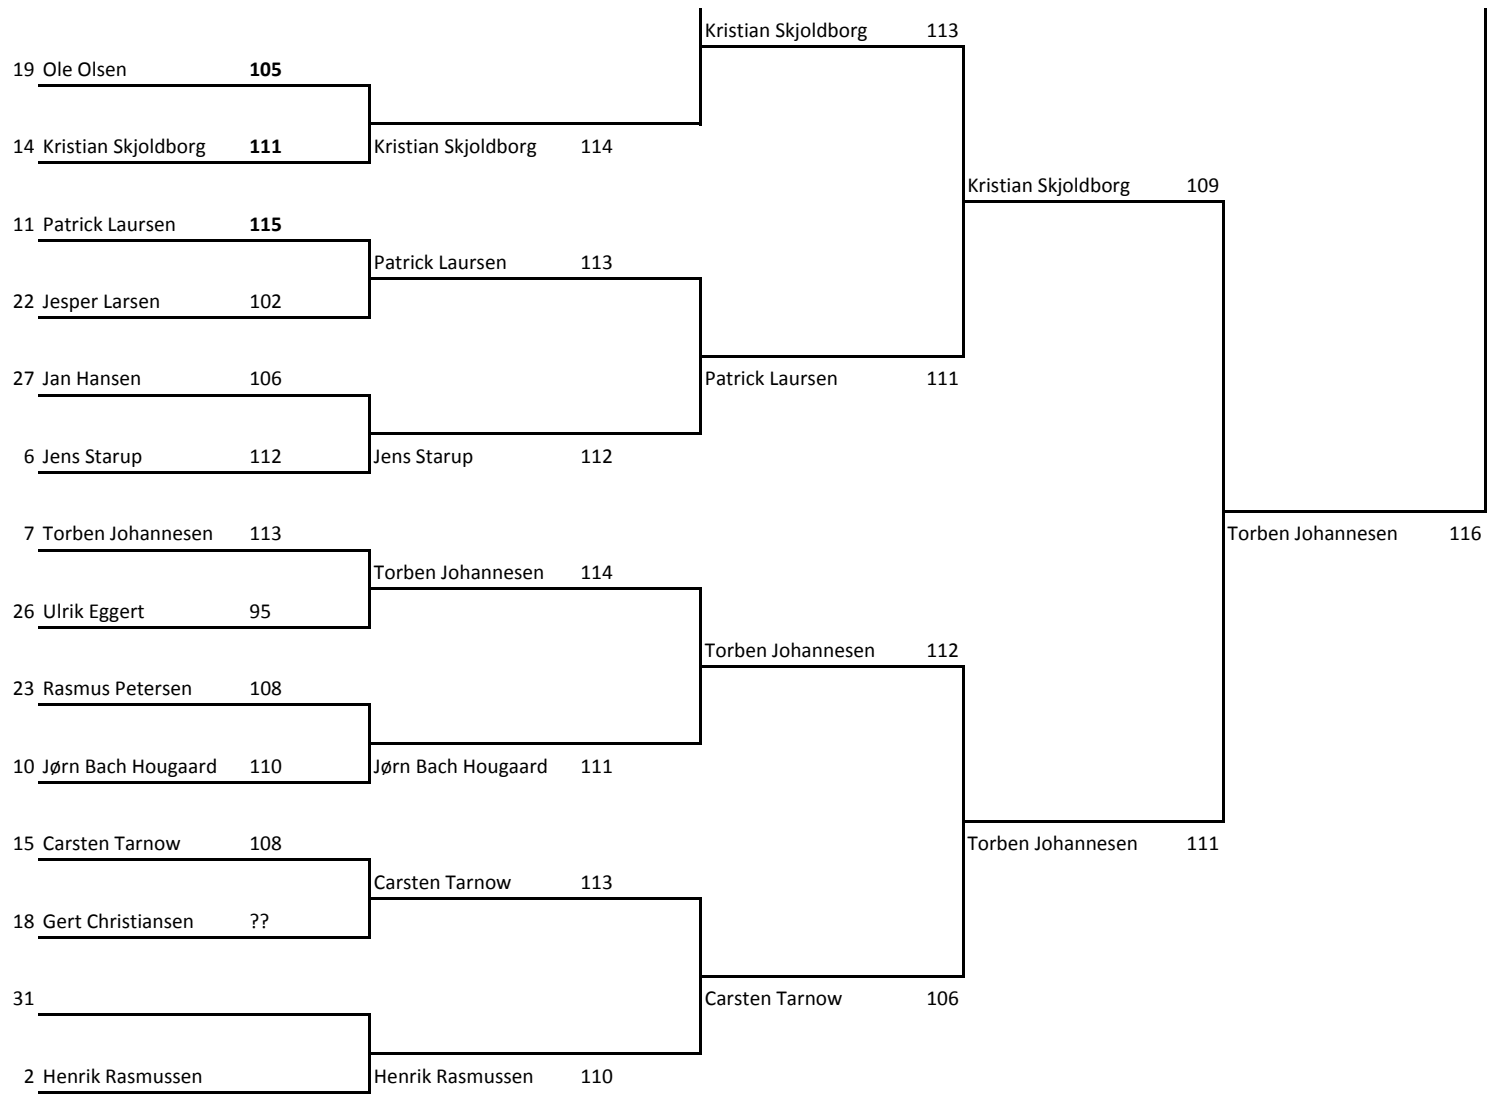 Kristian Skjoldborg 113
19 Ole Olsen 105
14 Kristian Skjoldborg 111 Kristian Skjoldborg 114
Kristian Skjoldborg 109
11 Patrick Laursen 115
Patrick Laursen 113
22 Jesper Larsen 102
27 Jan Hansen 106 Patrick Laursen 111
6 Jens Starup 112 Jens Starup 112
7 Torben Johannesen 113 Torben Johannesen 116
Torben Johannesen 114
26 Ulrik Eggert 95
Torben Johannesen 112
23 Rasmus Petersen 108
10 Jørn Bach Hougaard 110 Jørn Bach Hougaard 111
15 Carsten Tarnow 108 Torben Johannesen 111
Carsten Tarnow 113
18 Gert Christiansen ??
31 Carsten Tarnow 106
2 Henrik Rasmussen Henrik Rasmussen 110